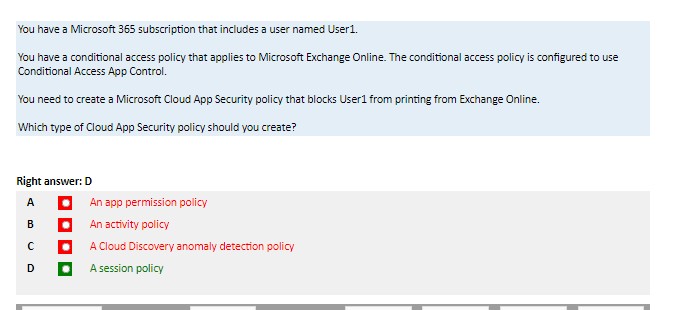 You have a Microsoft 365 subscription that includes a user named User1.
You have a conditional access policy that applies to Microsoft Exchange Online. The conditional access policy is configured to use
Conditional Access App Control.
You need to create a Microsoft Cloud App Security policy that blocks User1 from printing from Exchange Online.
Which type of Cloud App Security policy should you create?
Right answer: D
A An app permission policy
B An activity policy
C A Cloud Discovery anomaly detection policy
D A session policy